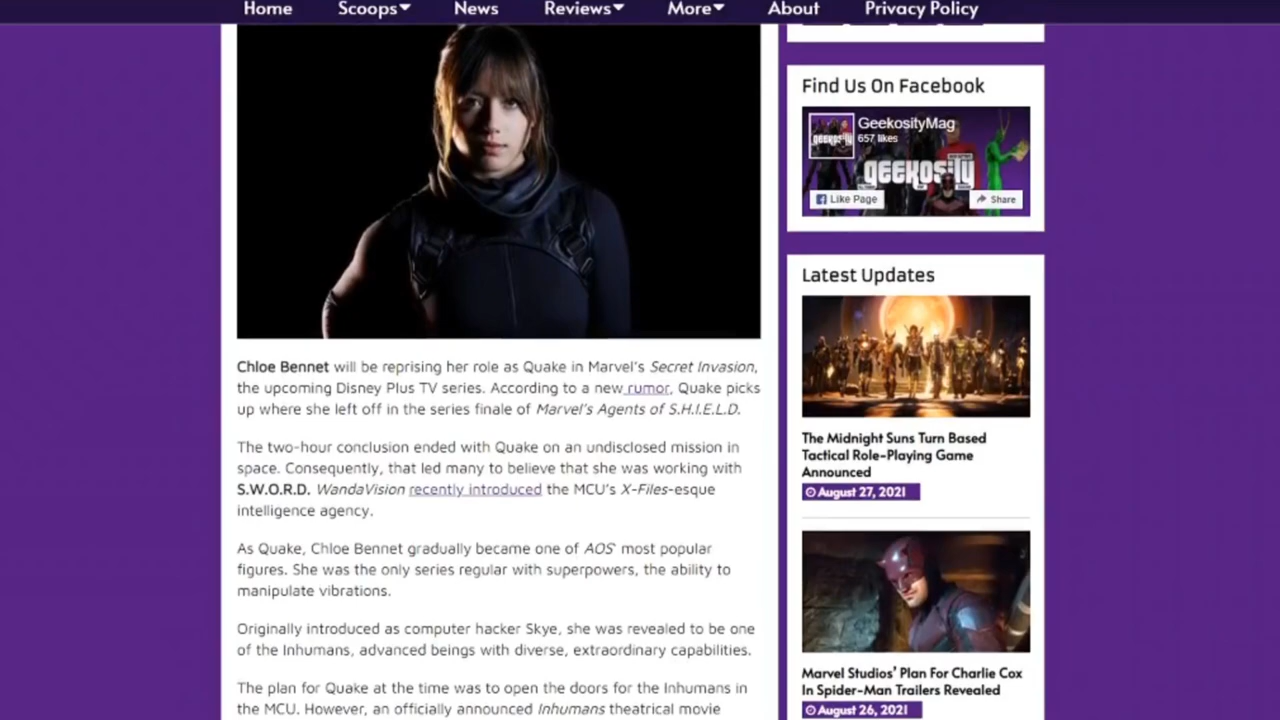 Home Scoops News Reviews More About Privacy Policy
Chloe Bennet will be reprising her role as Quake in Marvel's Secret Invasion,
the upcoming Disney Plus TV series. According to a new rumor, Quake picks
up where she left off in the series finale of Marvel's Agents of S.H.I.E.L.D.
The two-hour conclusion ended with Quake on an undisclosed mission in
space. Consequently, that led many to believe that she was working with
S.W.O.R.D. WandaVision recently introduced the MCU's X-Files-esque
intelligence agency.
As Quake, Chloe Bennet gradually became one of AOS' most popular
figures. She was the only series regular with superpowers, the ability to
manipulate vibrations.
Originally introduced as computer hacker Skye, she was revealed to be one
of the Inhumans, advanced beings with diverse, extraordinary capabilities.
The plan for Quake at the time was to open the doors for the Inhumans in
the MCU. However, an officially announced Inhumans theatrical movie
Find Us On Facebook
GeekosityMag
657 likes
geekosity
geekosity
Like Page
Share
Latest Updates
The Midnight Suns Turn Based
Tactical Role-Playing Game
Announced
August 27, 2021
Marvel Studios' Plan For Charlie Cox
In Spider-Man Trailers Revealed
August 26, 2021